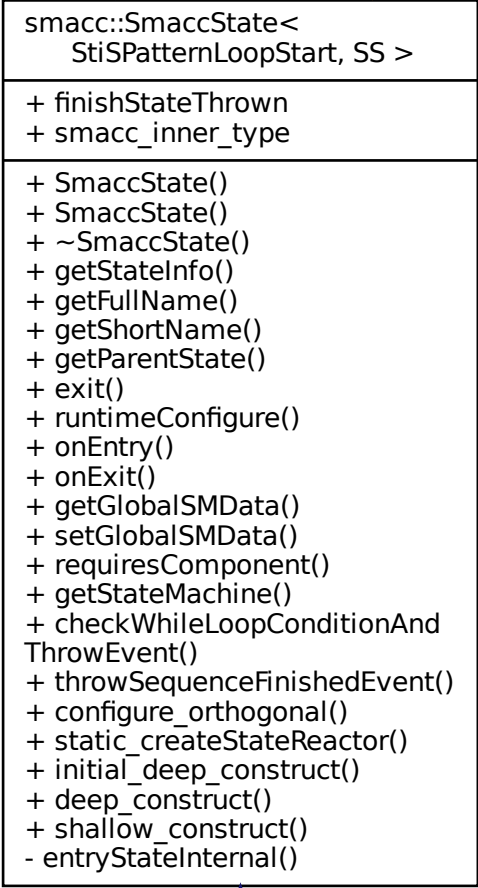 smacc::SmaccState<
StiSPatternLoopStart, SS >
+ finishStateThrown
+ smacc_inner_type
+ SmaccState()
+ SmaccState()
+ ~SmaccState()
+ getStateInfo()
+ getFullName()
+ getShortName()
+ getParentState()
+ exit()
+ runtimeConfigure()
+ onEntry()
+ onExit()
+ getGlobalSMData()
+ setGlobalSMData()
+ requiresComponent()
+ getStateMachine()
+ checkWhileLoopConditionAnd
ThrowEvent()
+ throwSequenceFinishedEvent()
+ configure_orthogonal()
+ static_createStateReactor()
+ initial_deep_construct()
+ deep_construct()
+ shallow_construct()
- entryStateInternal()